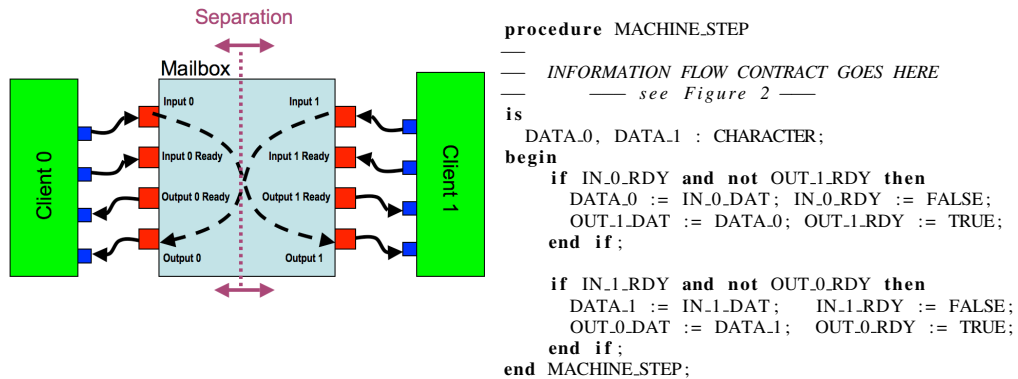 Separation
Mailbox
Input 0
Input 1
Input 0 Ready
Input 1 Ready
Output 0 Ready
Output 1 Ready
Output 0
Output 1
Client 0
Client 1
procedure MACHINE_STEP
——
—— INFORMATION FLOW CONTRACT GOES HERE
—— —— see Figure 2 ——
is
DATA_0, DATA_1 : CHARACTER;
begin
if IN_0_RDY and not OUT_1_RDY then
DATA_0 := IN_0_DAT; IN_0_RDY := FALSE;
OUT_1_DAT := DATA_0; OUT_1_RDY := TRUE;
end if;
if IN_1_RDY and not OUT_0_RDY then
DATA_1 := IN_1_DAT; IN_1_RDY := FALSE;
OUT_0_DAT := DATA_1; OUT_0_RDY := TRUE;
end if;
end MACHINE_STEP;